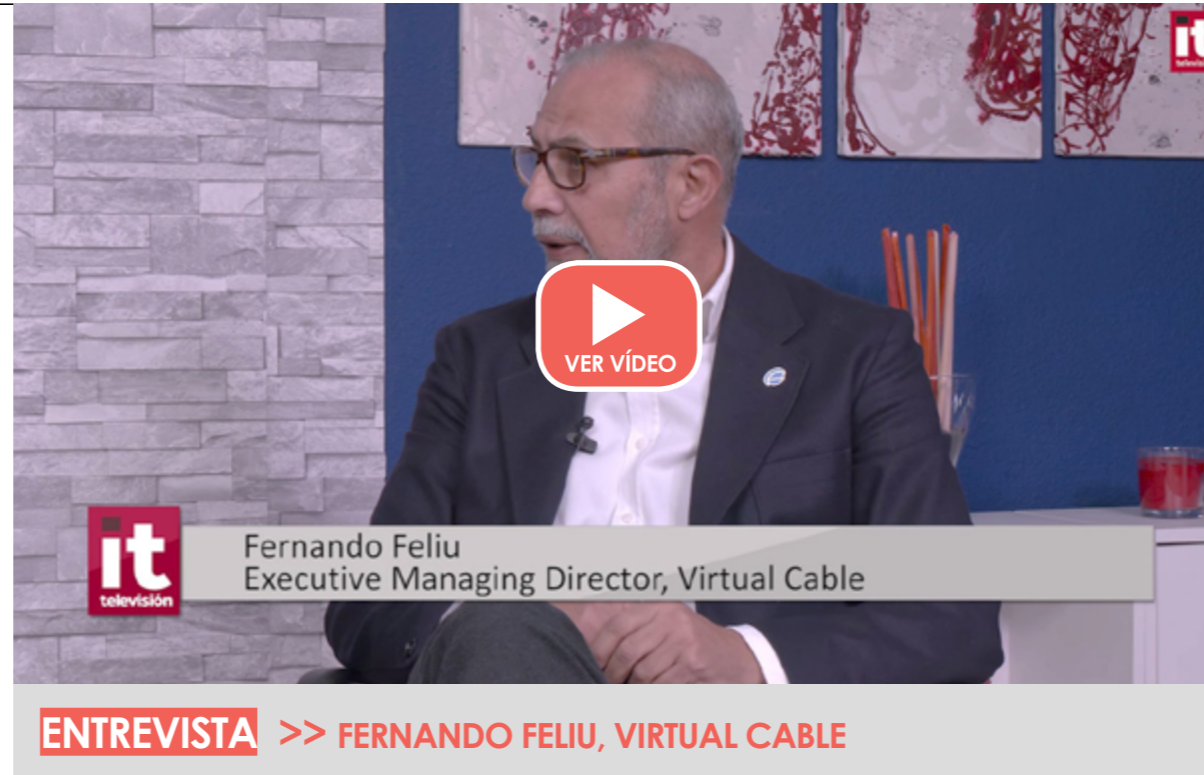 it
televisión
VER VÍDEO
it
televisión
Fernando Feliu
Executive Managing Director, Virtual Cable
ENTREVISTA >> FERNANDO FELIU, VIRTUAL CABLE